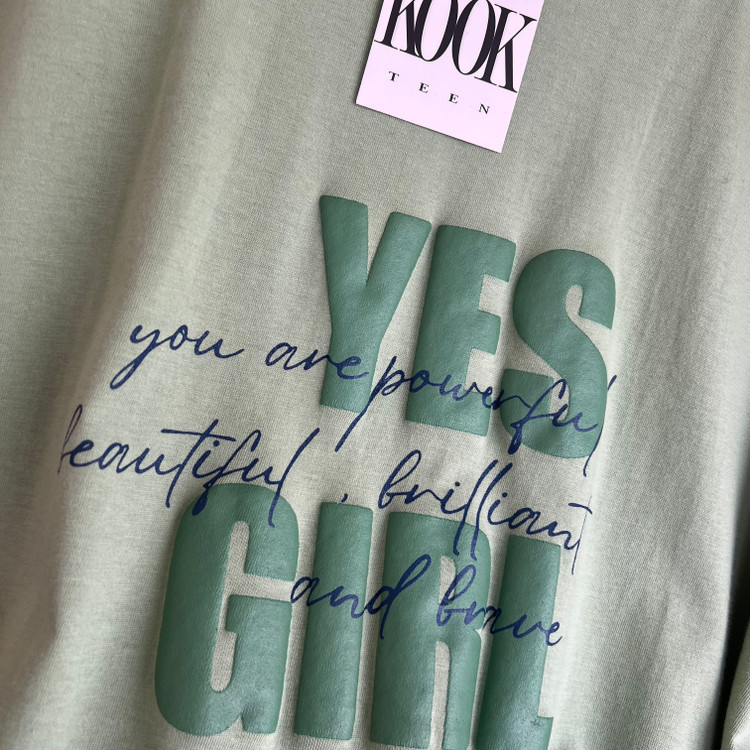 KOOK
TEEN
YES
you are powerful
beautiful, brilliant
GIRL
and brave